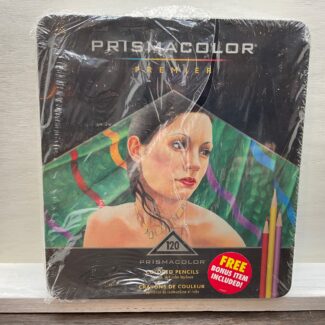 PRISMACOLOR®
PREMIER®
120
PRISMACOLOR
COLORED PENCILS
CRAYONS DE COULEUR
FREE
BONUS ITEM
INCLUDED!